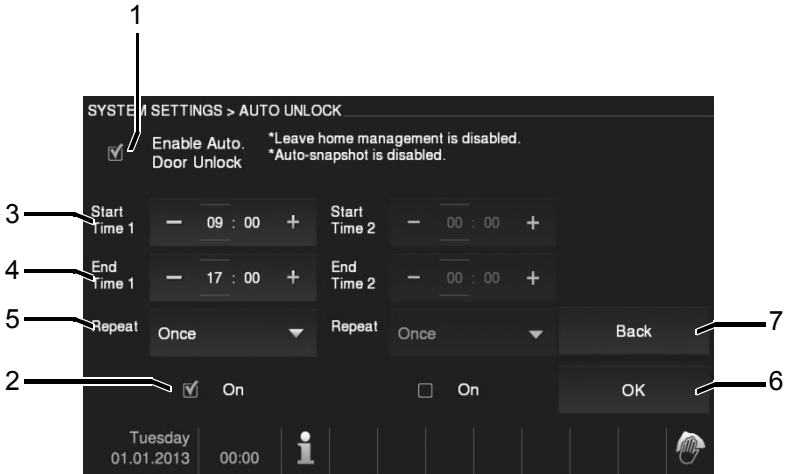 1
SYSTEM SETTINGS > AUTO UNLOCK
Enable Auto.
Door Unlock
*Leave home management is disabled.
*Auto-snapshot is disabled.
3
Start
Time 1
− 09 : 00 +
Start
Time 2
− 00 : 00 +
4
End
Time 1
− 17 : 00 +
End
Time 2
− 00 : 00 +
5
Repeat
Once
Repeat
Once
Back
7
2
On
On
OK
6
Tuesday
01.01.2013
00:00